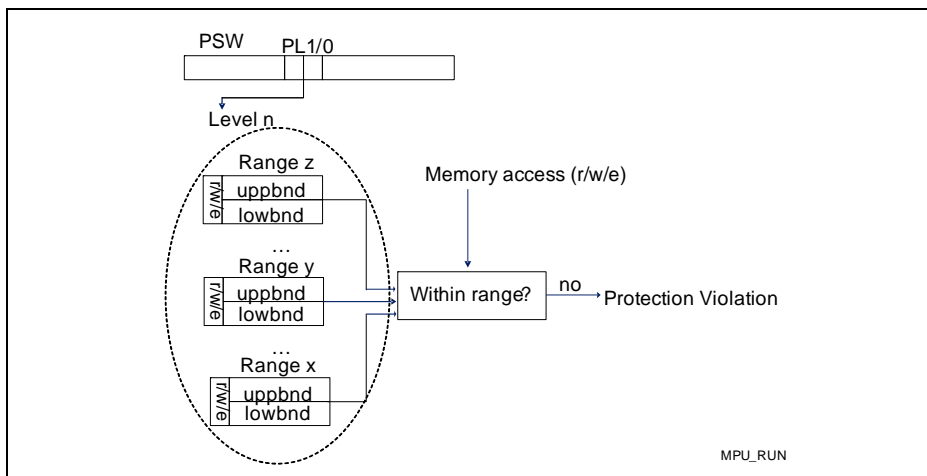 PSW PL1/0
Level n
Range z
r/w/e uppbnd
lowbnd
Memory access (r/w/e)
...
Range y
r/w/e uppbnd
lowbnd
Within range? no Protection Violation
...
Range x
r/w/e uppbnd
lowbnd
MPU_RUN